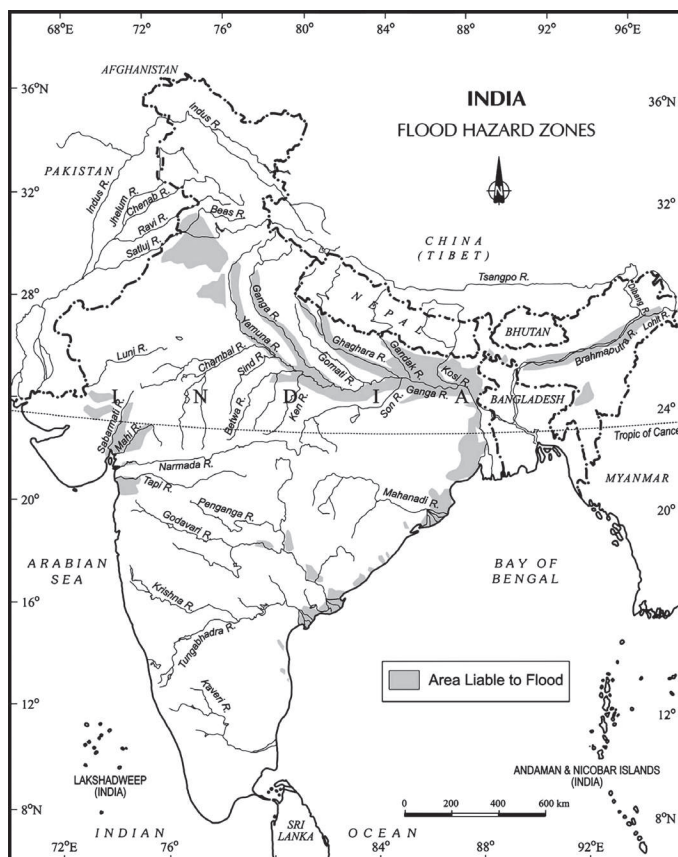 68°E
72°
76°
80°
84°
88°
92°
96°E
AFGHANISTAN
36°N
INDIA
36°N
FLOOD HAZARD ZONES
Indus R.
PAKISTAN
Indus R.
Jhelum R.
Chenab R.
N
32°
Ravi R.
Beas R.
32°
Satluj R.
CHINA
(TIBET)
Tsangpo R.
28°
NEPAL
Dibang R.
Lohit R.
28°
Ganga R.
Yamuna R.
BHUTAN
Brahmaputra R.
Ghaghara R.
Gandak R.
Kosi R.
Gomati R.
Luni R.
Chambal R.
Sind R.
Betwa R.
Ken R.
Son R.
Ganga R.
BANGLADESH
I N D I A
24°
24°
Sabarmati R.
Mahi R.
Tropic of Cance
Narmada R.
MYANMAR
Tapi R.
20°
Penganga R.
Mahanadi R.
20°
Godavari R.
ARABIAN
SEA
BAY OF
BENGAL
Krishna R.
16°
16°
Tungabhadra R.
Area Liable to Flood
Kaveri R.
12°
12°
LAKSHADWEEP
(INDIA)
ANDAMAN & NICOBAR ISLANDS
(INDIA)
0 200 400 600 km
8°N
8°N
INDIAN
SRI
LANKA
OCEAN
72°
76°
80°
84°
88°
92°E